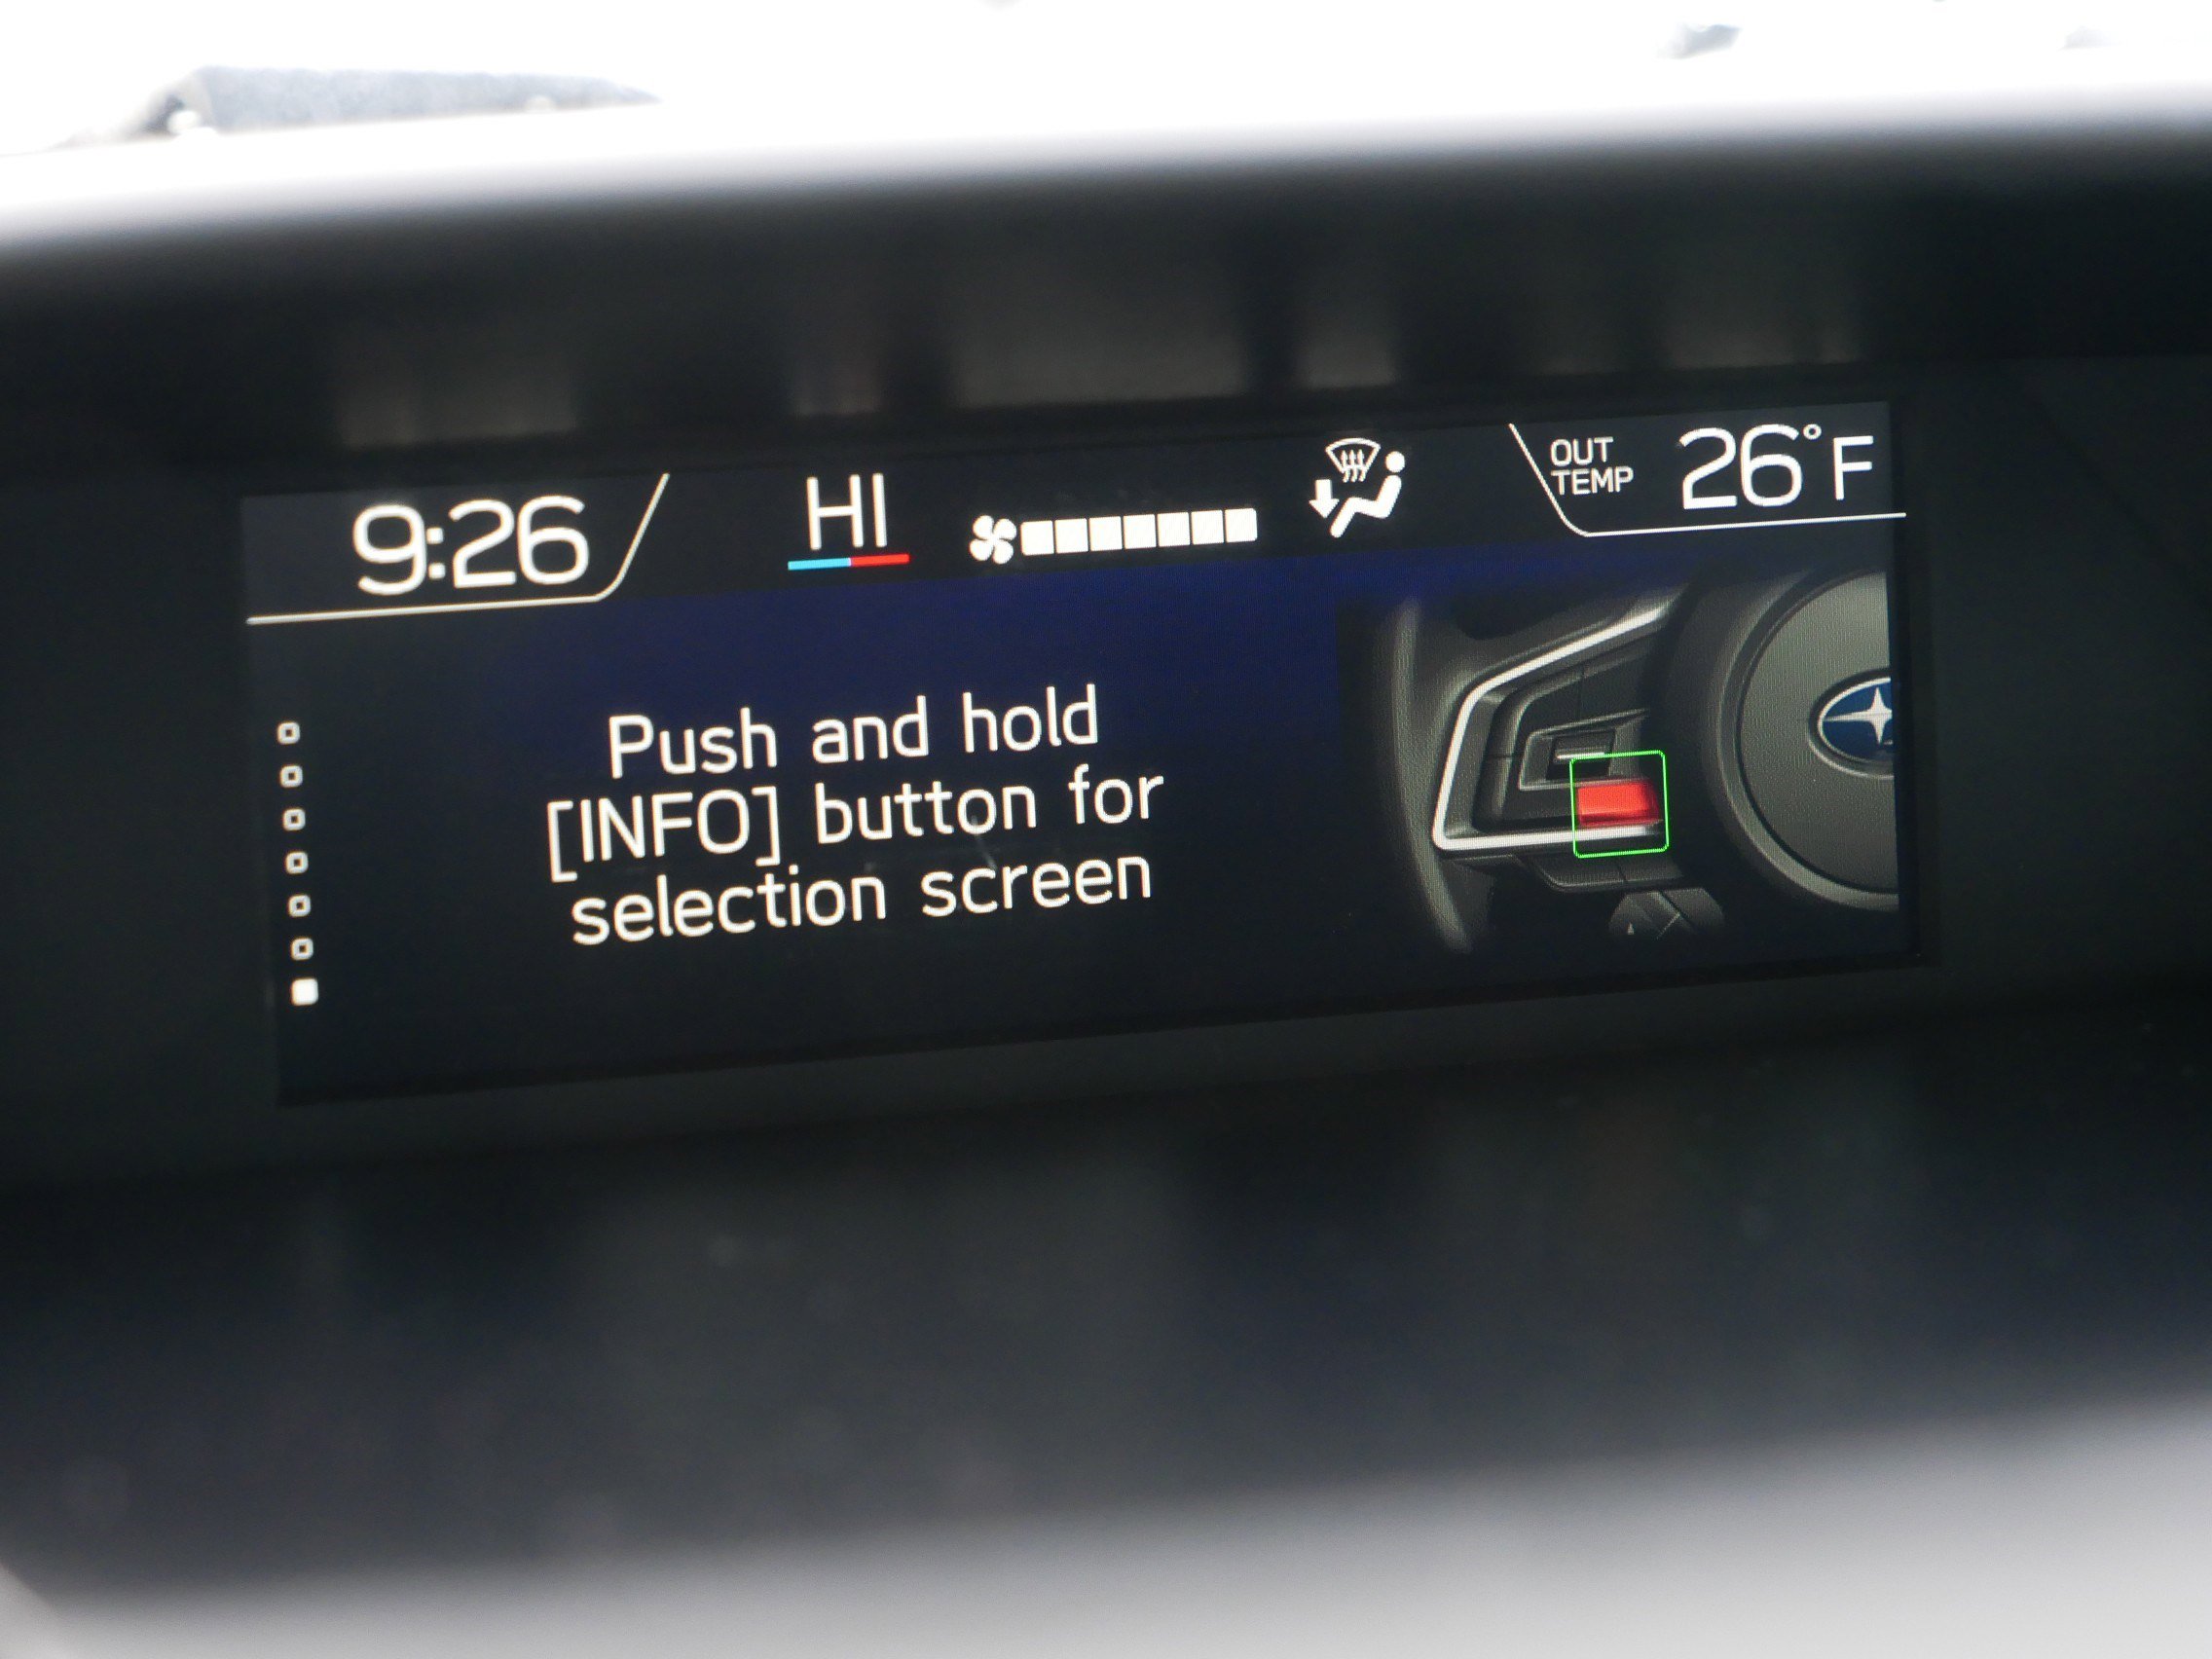 9:26
HI
OUT
TEMP
26°F
Push and hold
[INFO] button for
selection screen